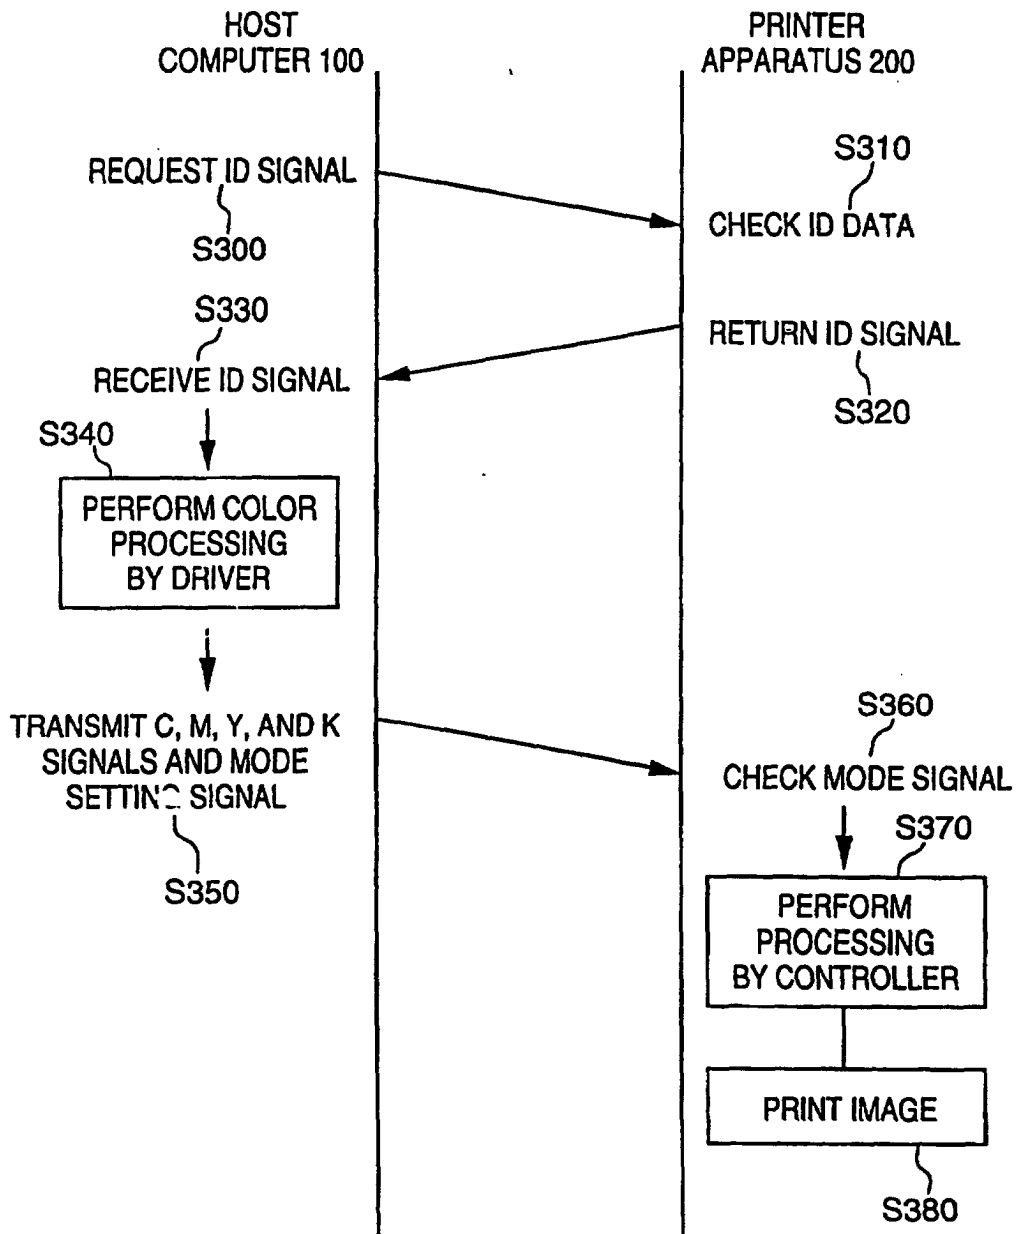 HOST
COMPUTER 100
PRINTER
APPARATUS 200
S310
REQUEST ID SIGNAL
CHECK ID DATA
S300
S330
RETURN ID SIGNAL
RECEIVE ID SIGNAL
S320
S340
PERFORM COLOR
PROCESSING
BY DRIVER
TRANSMIT C, M, Y, AND K
SIGNALS AND MODE
SETTING SIGNAL
S350
S360
CHECK MODE SIGNAL
S370
PERFORM
PROCESSING
BY CONTROLLER
PRINT IMAGE
S380